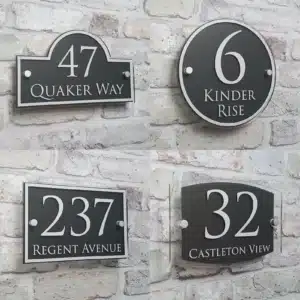 47
QUAKER WAY
6
KINDER
RISE
237
REGENT AVENUE
32
CASTLETON VIEW